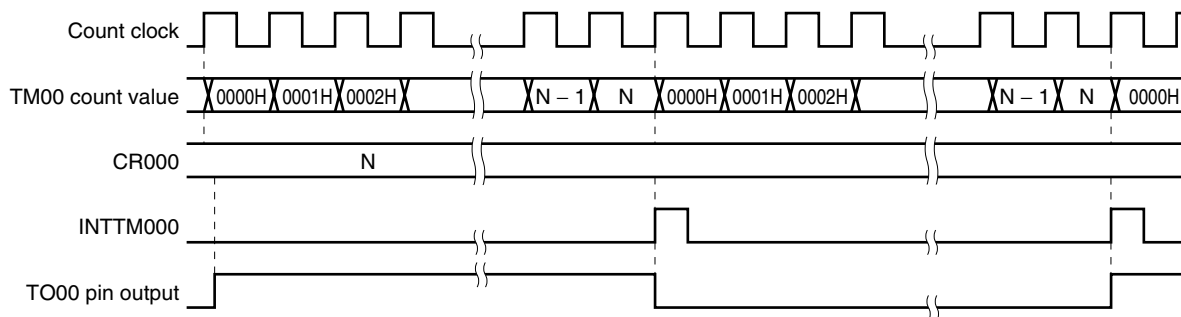 Count clock
TM00 count value 0000H 0001H 0002H N − 1 N 0000H 0001H 0002H N − 1 N 0000H
CR000 N
INTTM000
TO00 pin output